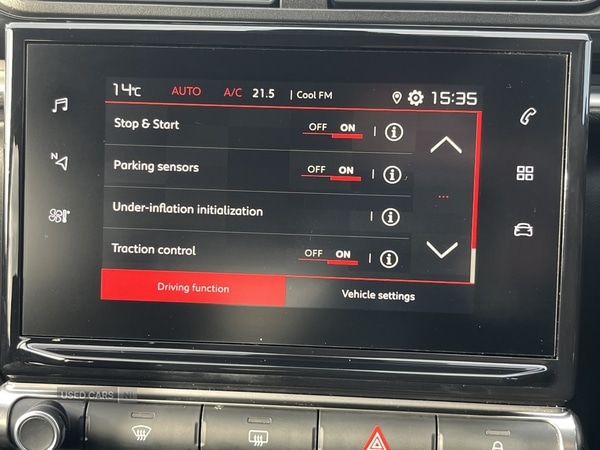 14°C AUTO A/C 21.5 | Cool FM 15:35
Stop & Start OFF ON
Parking sensors OFF ON
Under-inflation initialization
Traction control OFF ON
Driving function Vehicle settings
N
USED CARS NI